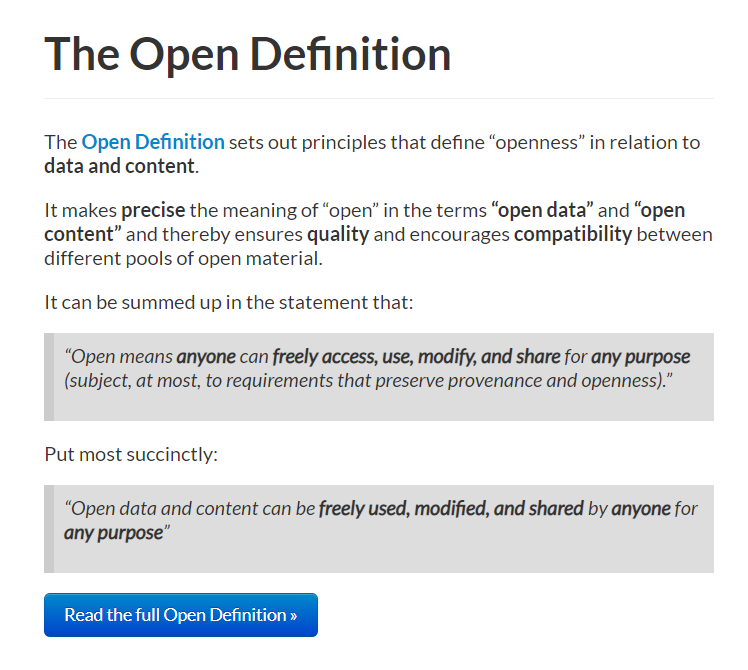 The Open Definition
The Open Definition sets out principles that define “openness” in relation to
data and content.
It makes precise the meaning of “open” in the terms “open data” and “open
content” and thereby ensures quality and encourages compatibility between
different pools of open material.
It can be summed up in the statement that:
“Open means anyone can freely access, use, modify, and share for any purpose
(subject, at most, to requirements that preserve provenance and openness).”
Put most succinctly:
“Open data and content can be freely used, modified, and shared by anyone for
any purpose”
Read the full Open Definition »